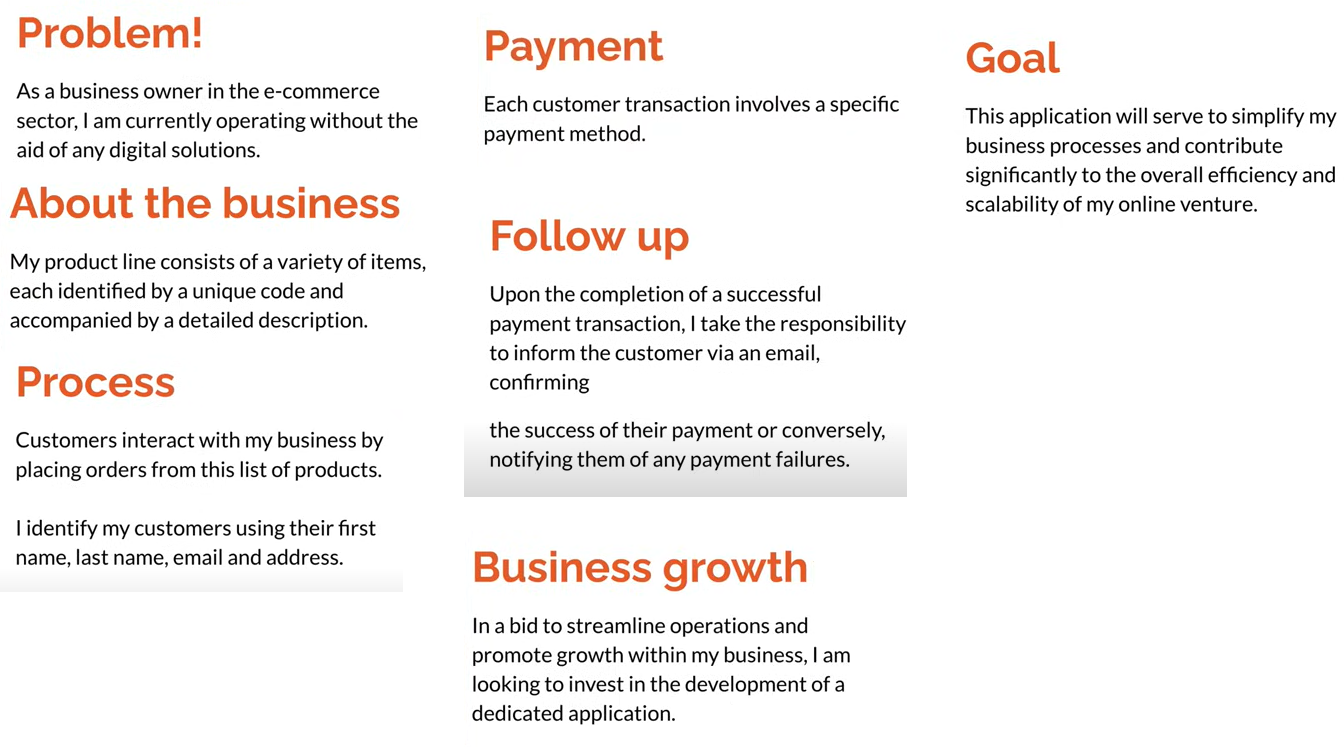 Problem!
As a business owner in the e-commerce
sector, I am currently operating without the
aid of any digital solutions.
About the business
My product line consists of a variety of items,
each identified by a unique code and
accompanied by a detailed description.
Process
Customers interact with my business by
placing orders from this list of products.
I identify my customers using their first
name, last name, email and address.
Payment
Each customer transaction involves a specific
payment method.
Follow up
Upon the completion of a successful
payment transaction, I take the responsibility
to inform the customer via an email,
confirming
the success of their payment or conversely,
notifying them of any payment failures.
Business growth
In a bid to streamline operations and
promote growth within my business, I am
looking to invest in the development of a
dedicated application.
Goal
This application will serve to simplify my
business processes and contribute
significantly to the overall efficiency and
scalability of my online venture.